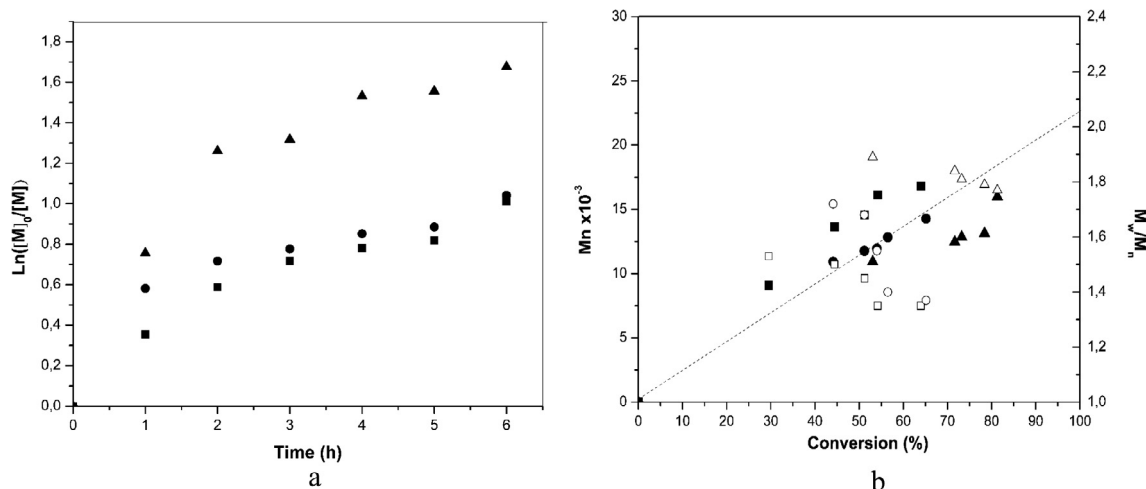 1,8
1,6
1,4
1,2
1,0
0,8
0,6
0,4
0,2
0,0
Ln([M]0/[M])
0 1 2 3 4 5 6
Time (h)
a
30
25
20
15
10
5
0
Mn x10⁻³
2,4
2,2
2,0
1,8
1,6
1,4
1,2
1,0
Mw/Mn
0 10 20 30 40 50 60 70 80 90 100
Conversion (%)
b